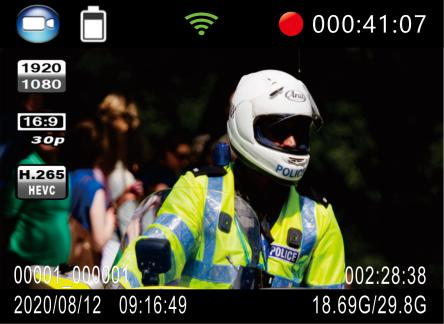 000:41:07
1920
1080
16:9
30p
H.265
HEVC
Arai
POLICE
POLICE
00001_000001 002:28:38
2020/08/12 09:16:49 18.69G/29.8G